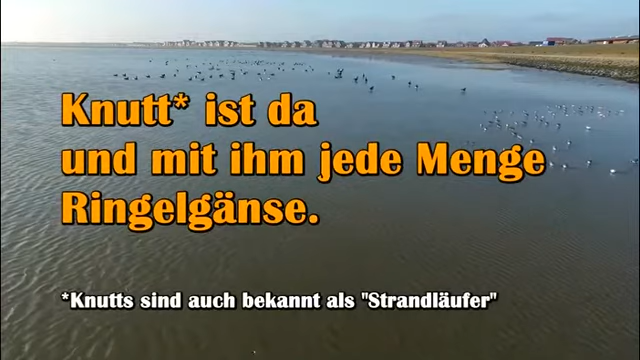 Knutt* ist da
und mit ihm jede Menge
Ringelgänse.
*Knutts sind auch bekannt als "Strandläufer"